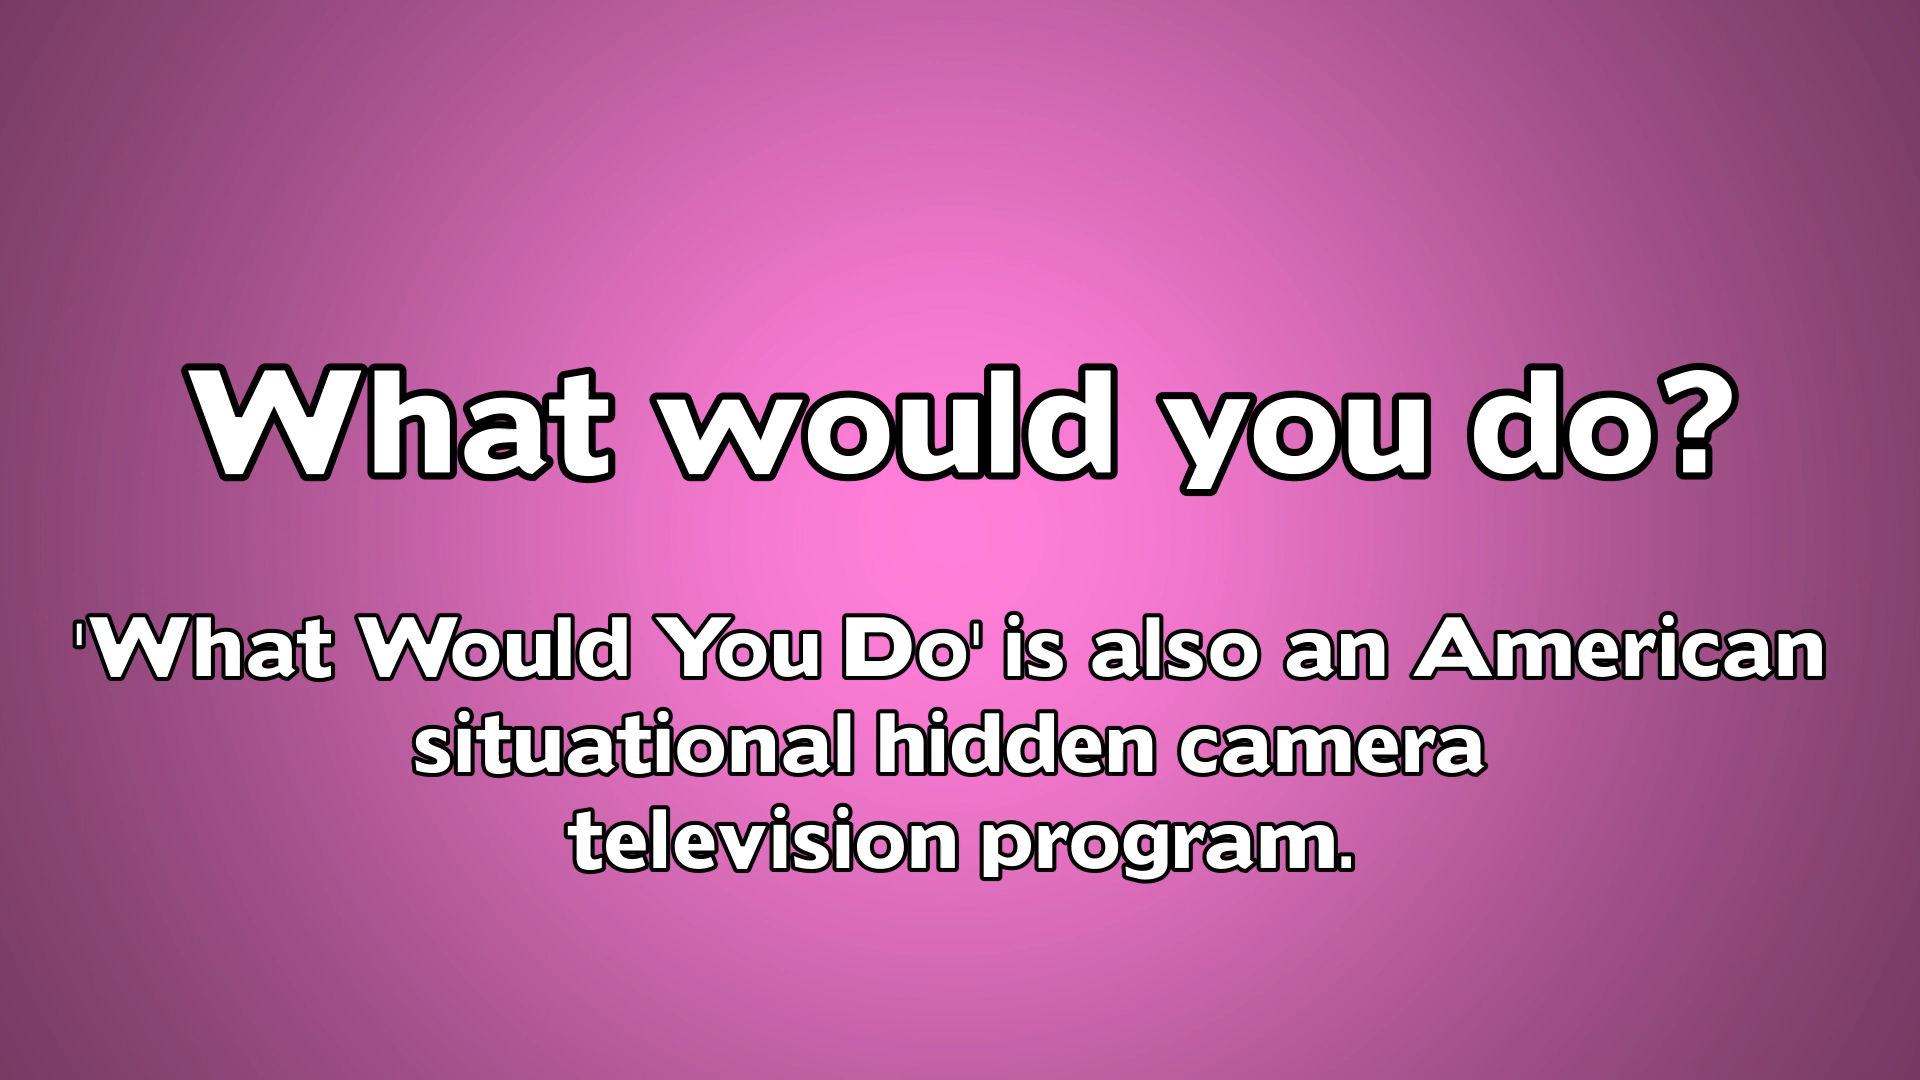 What would you do?
'What Would You Do' is also an American
situational hidden camera
television program.